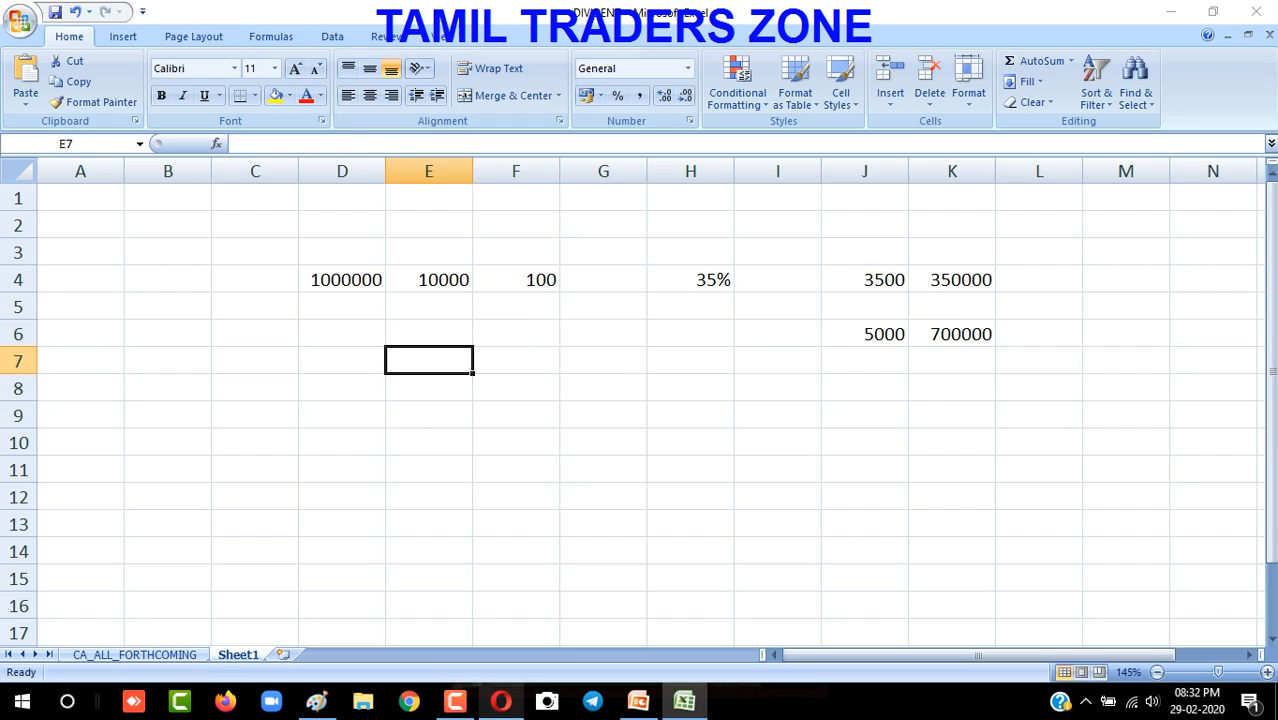 TAMIL TRADERS ZONE
Home Insert Page Layout Formulas Data
Paste
Cut
Copy
Format Painter
Clipboard
Calibri 11
B I U
Font
Wrap Text
Merge & Center
Alignment
General
Number
Conditional Formatting
Format as Table
Cell Styles
Styles
Insert
Delete
Format
Cells
AutoSum
Fill
Clear
Sort & Filter
Find & Select
Editing
E7 fx
A B C D E F G H I J K L M N
1
2
3
4 1000000 10000 100 35% 3500 350000
5
6 5000 700000
7
8
9
10
11
12
13
14
15
16
17
CA_ALL_FORTHCOMING Sheet1
Ready 145%
08:32 PM
29-02-2020